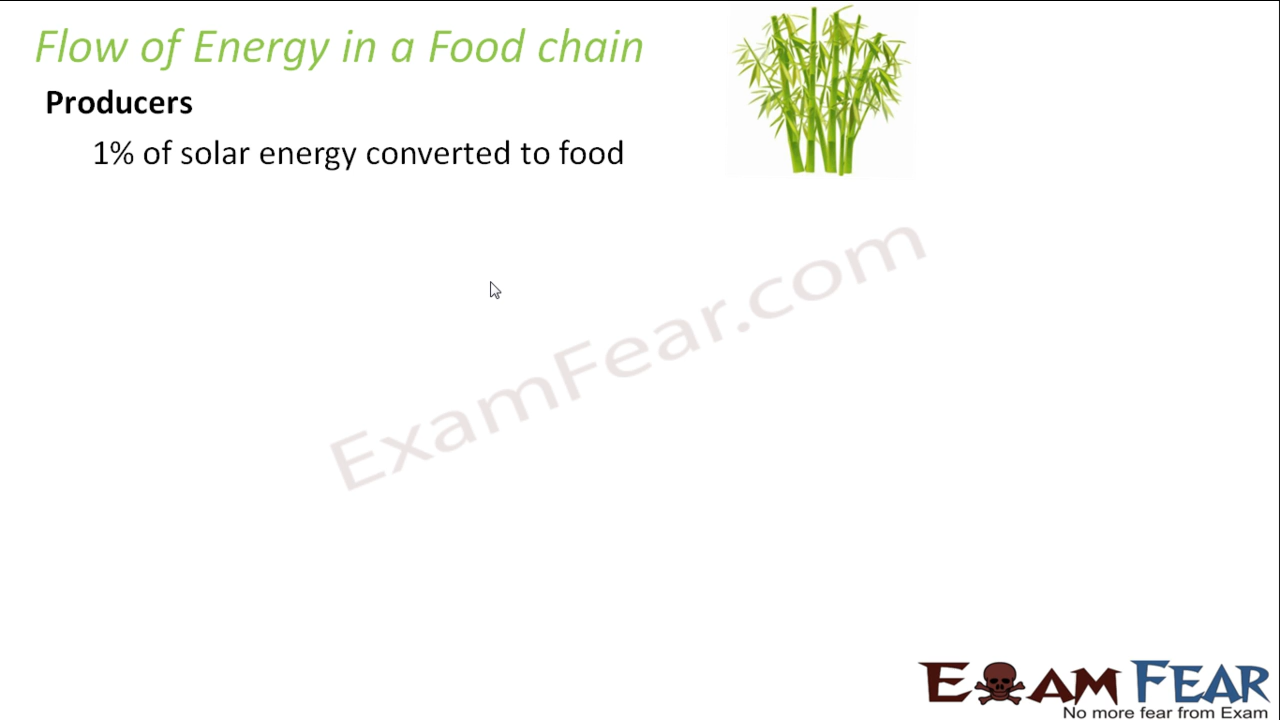 Flow of Energy in a Food chain
Producers
1% of solar energy converted to food
ExamFear.com
EXAM FEAR
No more fear from Exam